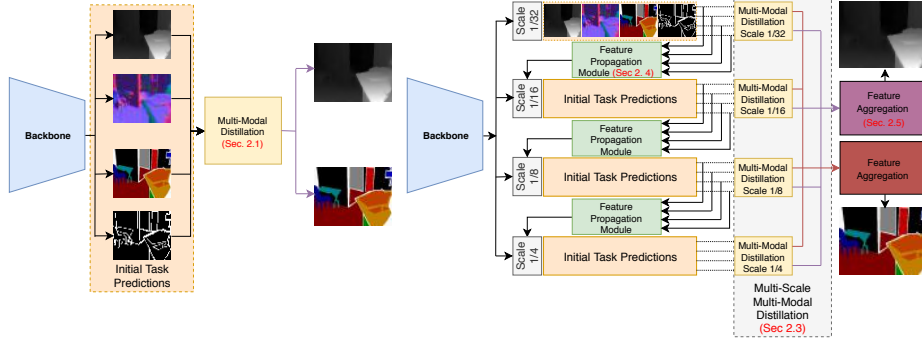 Backbone
Initial Task
Predictions
Multi-Modal
Distillation
(Sec. 2.1)
Backbone
Scale
1/32
Multi-Modal
Distillation
Scale 1/32
Feature
Propagation
Module (Sec 2. 4)
Scale
1/16
Initial Task Predictions
Multi-Modal
Distillation
Scale 1/16
Feature
Propagation
Module
Scale
1/8
Initial Task Predictions
Multi-Modal
Distillation
Scale 1/8
Feature
Propagation
Module
Scale
1/4
Initial Task Predictions
Multi-Modal
Distillation
Scale 1/4
Multi-Scale
Multi-Modal
Distillation
(Sec 2.3)
Feature
Aggregation
(Sec. 2.5)
Feature
Aggregation